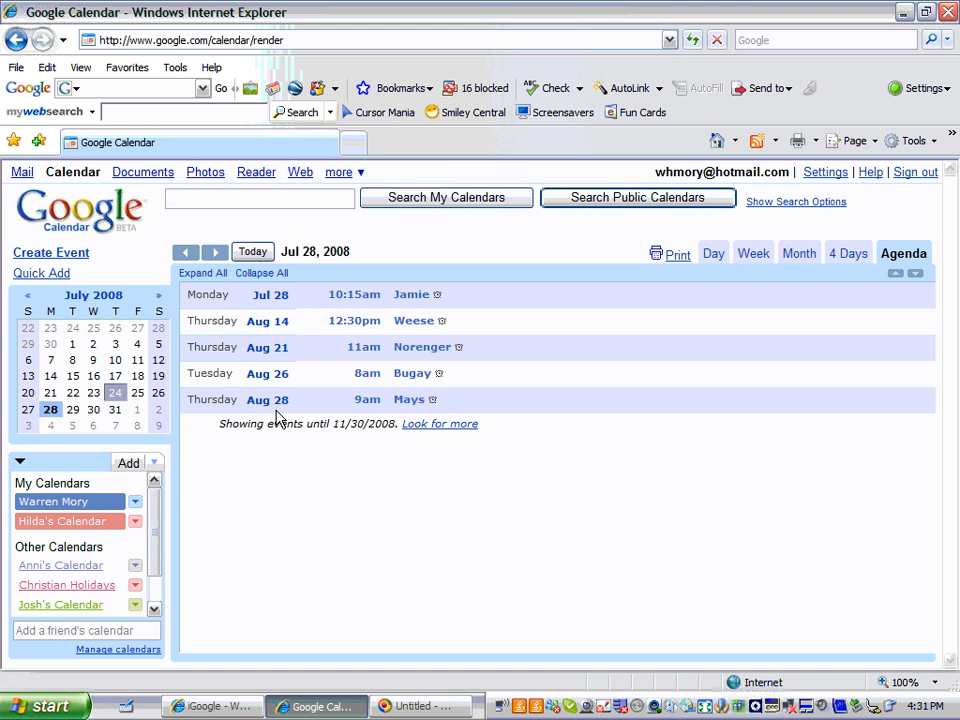 Google Calendar - Windows Internet Explorer
http://www.google.com/calendar/render
Google
File Edit View Favorites Tools Help
Google G Go Bookmarks 16 blocked Check AutoLink AutoFill Send to Settings
mywebsearch Search Cursor Mania Smiley Central Screensavers Fun Cards
Google Calendar Page Tools
Mail Calendar Documents Photos Reader Web more whmory@hotmail.com | Settings | Help | Sign out
Google Calendar BETA
Search My Calendars Search Public Calendars Show Search Options
Create Event
Quick Add
Today Jul 28, 2008 Print Day Week Month 4 Days Agenda
Expand All Collapse All
« July 2008 »
S M T W T F S
22 23 24 25 26 27 28
29 30 1 2 3 4 5
6 7 8 9 10 11 12
13 14 15 16 17 18 19
20 21 22 23 24 25 26
27 28 29 30 31 1 2
3 4 5 6 7 8 9
Monday Jul 28 10:15am Jamie
Thursday Aug 14 12:30pm Weese
Thursday Aug 21 11am Norenger
Tuesday Aug 26 8am Bugay
Thursday Aug 28 9am Mays
Showing events until 11/30/2008. Look for more
Add
My Calendars
Warren Mory
Hilda's Calendar
Other Calendars
Anni's Calendar
Christian Holidays
Josh's Calendar
Add a friend's calendar
Manage calendars
Internet 100%
start iGoogle - W... Google Cal... Untitled - ... 4:31 PM